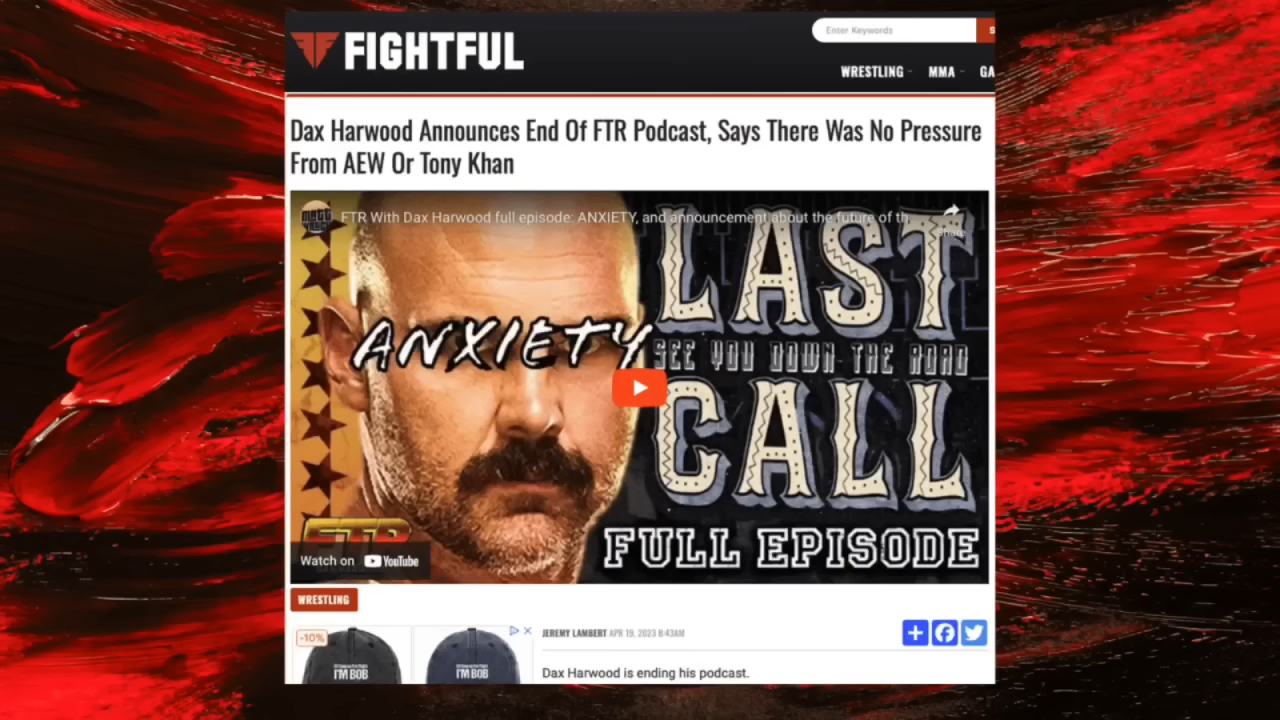 Enter Keywords
S
FIGHTFUL
WRESTLING MMA GA
Dax Harwood Announces End Of FTR Podcast, Says There Was No Pressure
From AEW Or Tony Khan
FTR With Dax Harwood full episode: ANXIETY, and announcement about the future of th
Share
LAST
ANXIETY
SEE YOU DOWN THE ROAD
CALL
FTR
FULL EPISODE
Watch on YouTube
WRESTLING
-10%
I'M BOB
I'M BOB
JEREMY LAMBERT APR 19, 2023 8:43AM
Dax Harwood is ending his podcast.